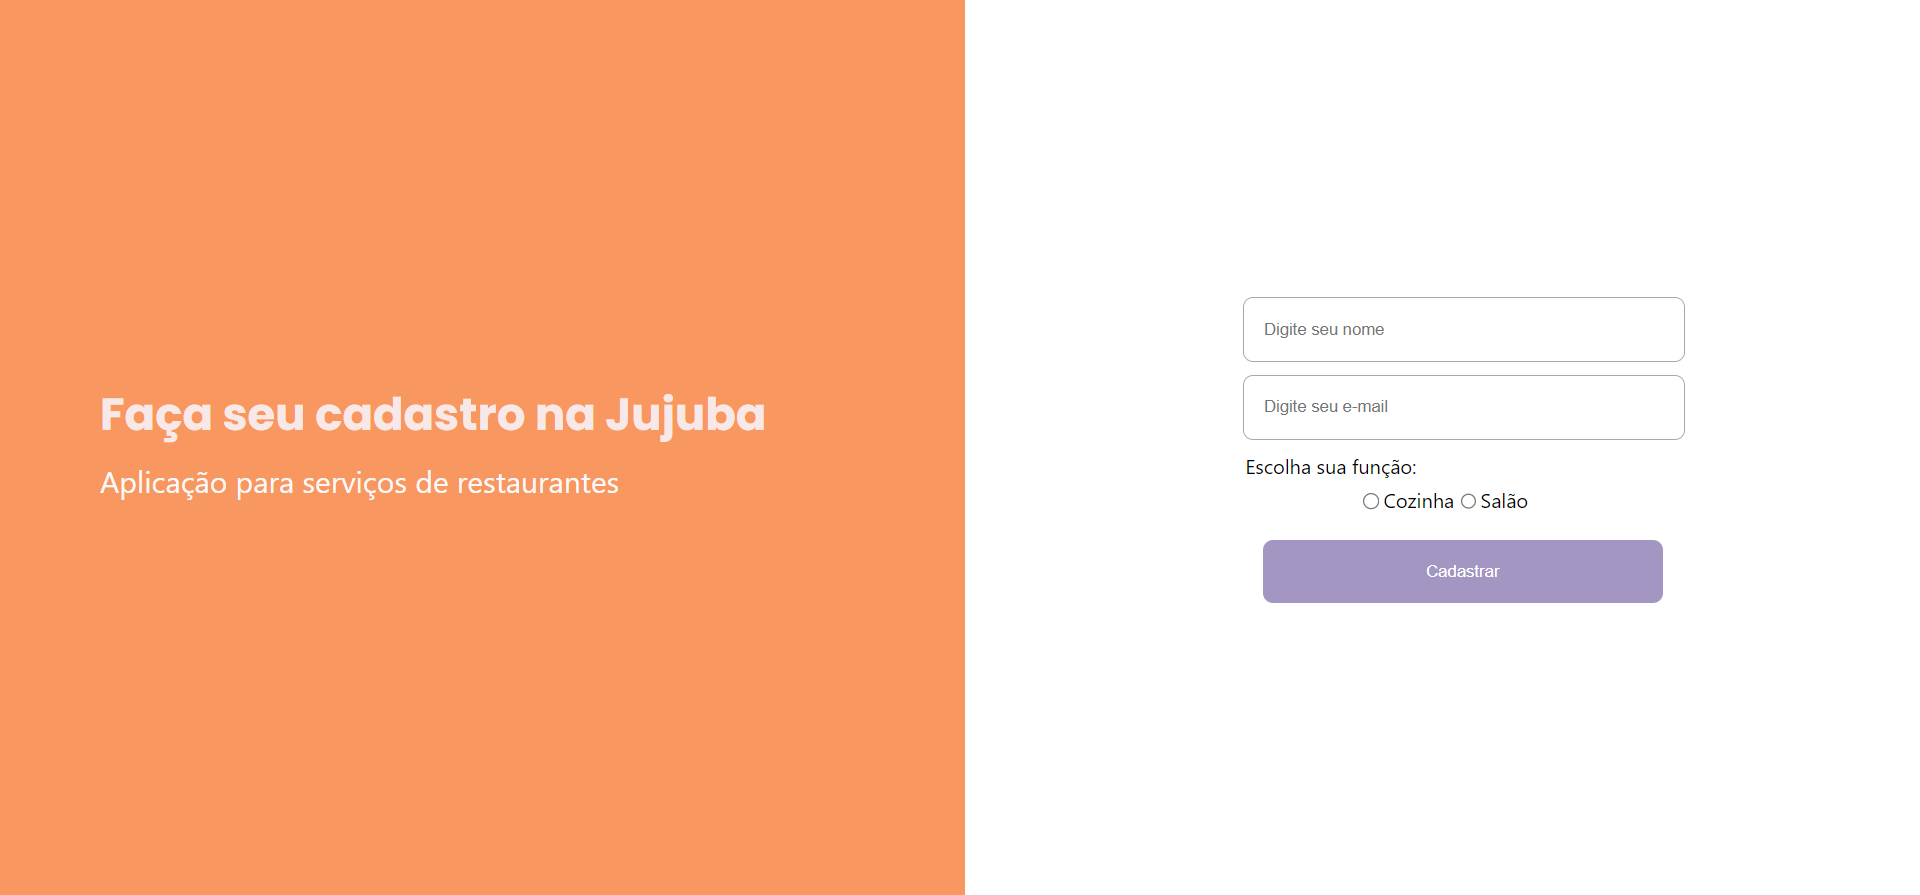 Faça seu cadastro na Jujuba
Aplicação para serviços de restaurantes
Digite seu nome
Digite seu e-mail
Escolha sua função:
Cozinha Salão
Cadastrar